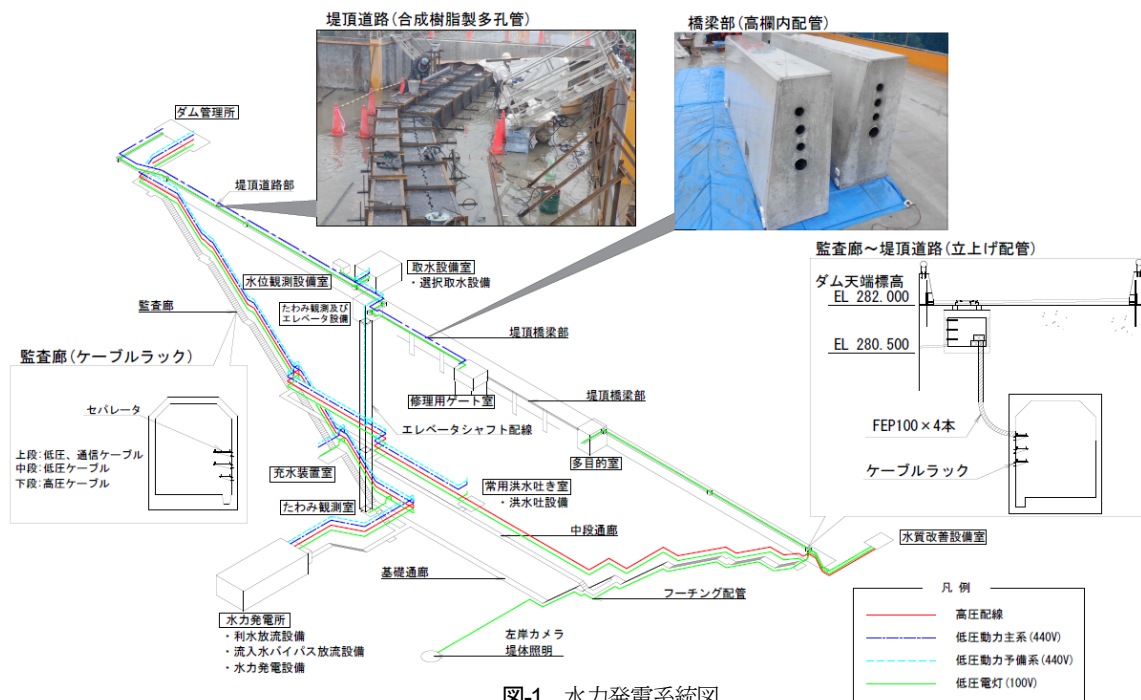 堤頂道路(合成樹脂製多孔管)
橋梁部(高欄内配管)
ダム管理所
堤頂道路部
監査廊～堤頂道路(立上げ配管)
ダム天端標高
EL 282.000
EL 280.500
FEP100×4本
ケーブルラック
取水設備室
・選択取水設備
水位観測設備室
たわみ観測及び
エレベータ設備
監査廊
堤頂橋梁部
監査廊(ケーブルラック)
セパレータ
上段:低圧、通信ケーブル
中段:低圧ケーブル
下段:高圧ケーブル
修理用ゲート室
堤頂橋梁部
エレベータシャフト配線
多目的室
充水装置室
常用洪水吐き室
・洪水吐設備
たわみ観測室
中段通廊
水質改善設備室
基礎通廊
フーチング配管
水力発電所
・利水放流設備
・流入水バイパス放流設備
・水力発電設備
左岸カメラ
堤体照明
凡 例
高圧配線
低圧動力主系(440V)
低圧動力予備系(440V)
低圧電灯(100V)
図-1 水力発電系統図